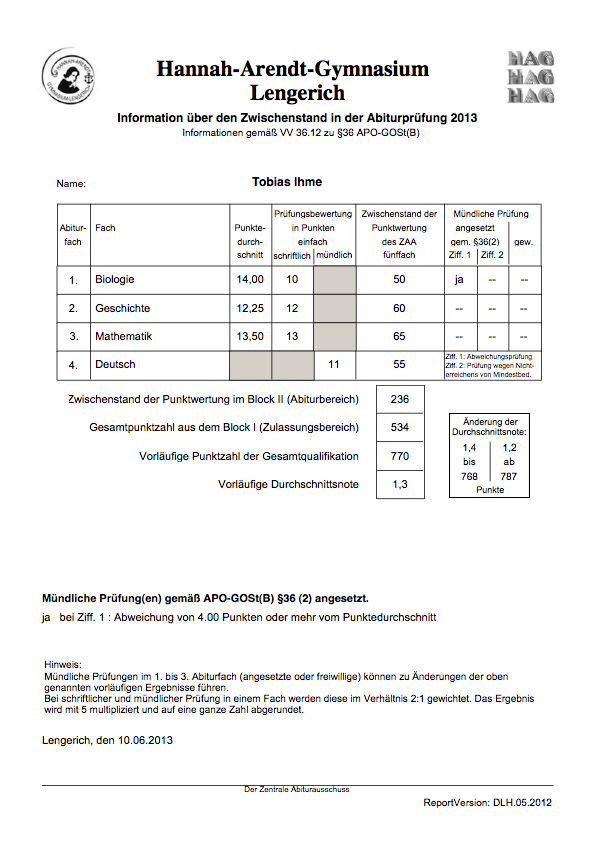 HANNAH-ARENDT-
GYMNASIUM-LENGERICH
Hannah-Arendt-Gymnasium
Lengerich
HAG
HAG
HAG
Information über den Zwischenstand in der Abiturprüfung 2013
Informationen gemäß VV 36.12 zu §36 APO-GOSt(B)
Name: Tobias Ihme
Abitur-
fach
Fach
Punkte-
durch-
schnitt
Prüfungsbewertung
in Punkten
einfach
schriftlich mündlich
Zwischenstand der
Punktwertung
des ZAA
fünffach
Mündliche Prüfung
angesetzt
gem. §36(2) gew.
Ziff. 1 Ziff. 2
1. Biologie 14,00 10 50 ja -- --
2. Geschichte 12,25 12 60 -- -- --
3. Mathematik 13,50 13 65 -- -- --
4. Deutsch 11 55
Ziff. 1: Abweichungsprüfung
Ziff. 2: Prüfung wegen Nicht-
erreichens von Mindestbed.
Zwischenstand der Punktwertung im Block II (Abiturbereich) 236
Gesamtpunktzahl aus dem Block I (Zulassungsbereich) 534
Vorläufige Punktzahl der Gesamtqualifikation 770
Vorläufige Durchschnittsnote 1,3
Änderung der
Durchschnittsnote:
1,4 1,2
bis ab
768 787
Punkte
Mündliche Prüfung(en) gemäß APO-GOSt(B) §36 (2) angesetzt.
ja bei Ziff. 1 : Abweichung von 4.00 Punkten oder mehr vom Punktedurchschnitt
Hinweis:
Mündliche Prüfungen im 1. bis 3. Abiturfach (angesetzte oder freiwillige) können zu Änderungen der oben
genannten vorläufigen Ergebnisse führen.
Bei schriftlicher und mündlicher Prüfung in einem Fach werden diese im Verhältnis 2:1 gewichtet. Das Ergebnis
wird mit 5 multipliziert und auf eine ganze Zahl abgerundet.
Lengerich, den 10.06.2013
Der Zentrale Abiturausschuss
ReportVersion: DLH.05.2012